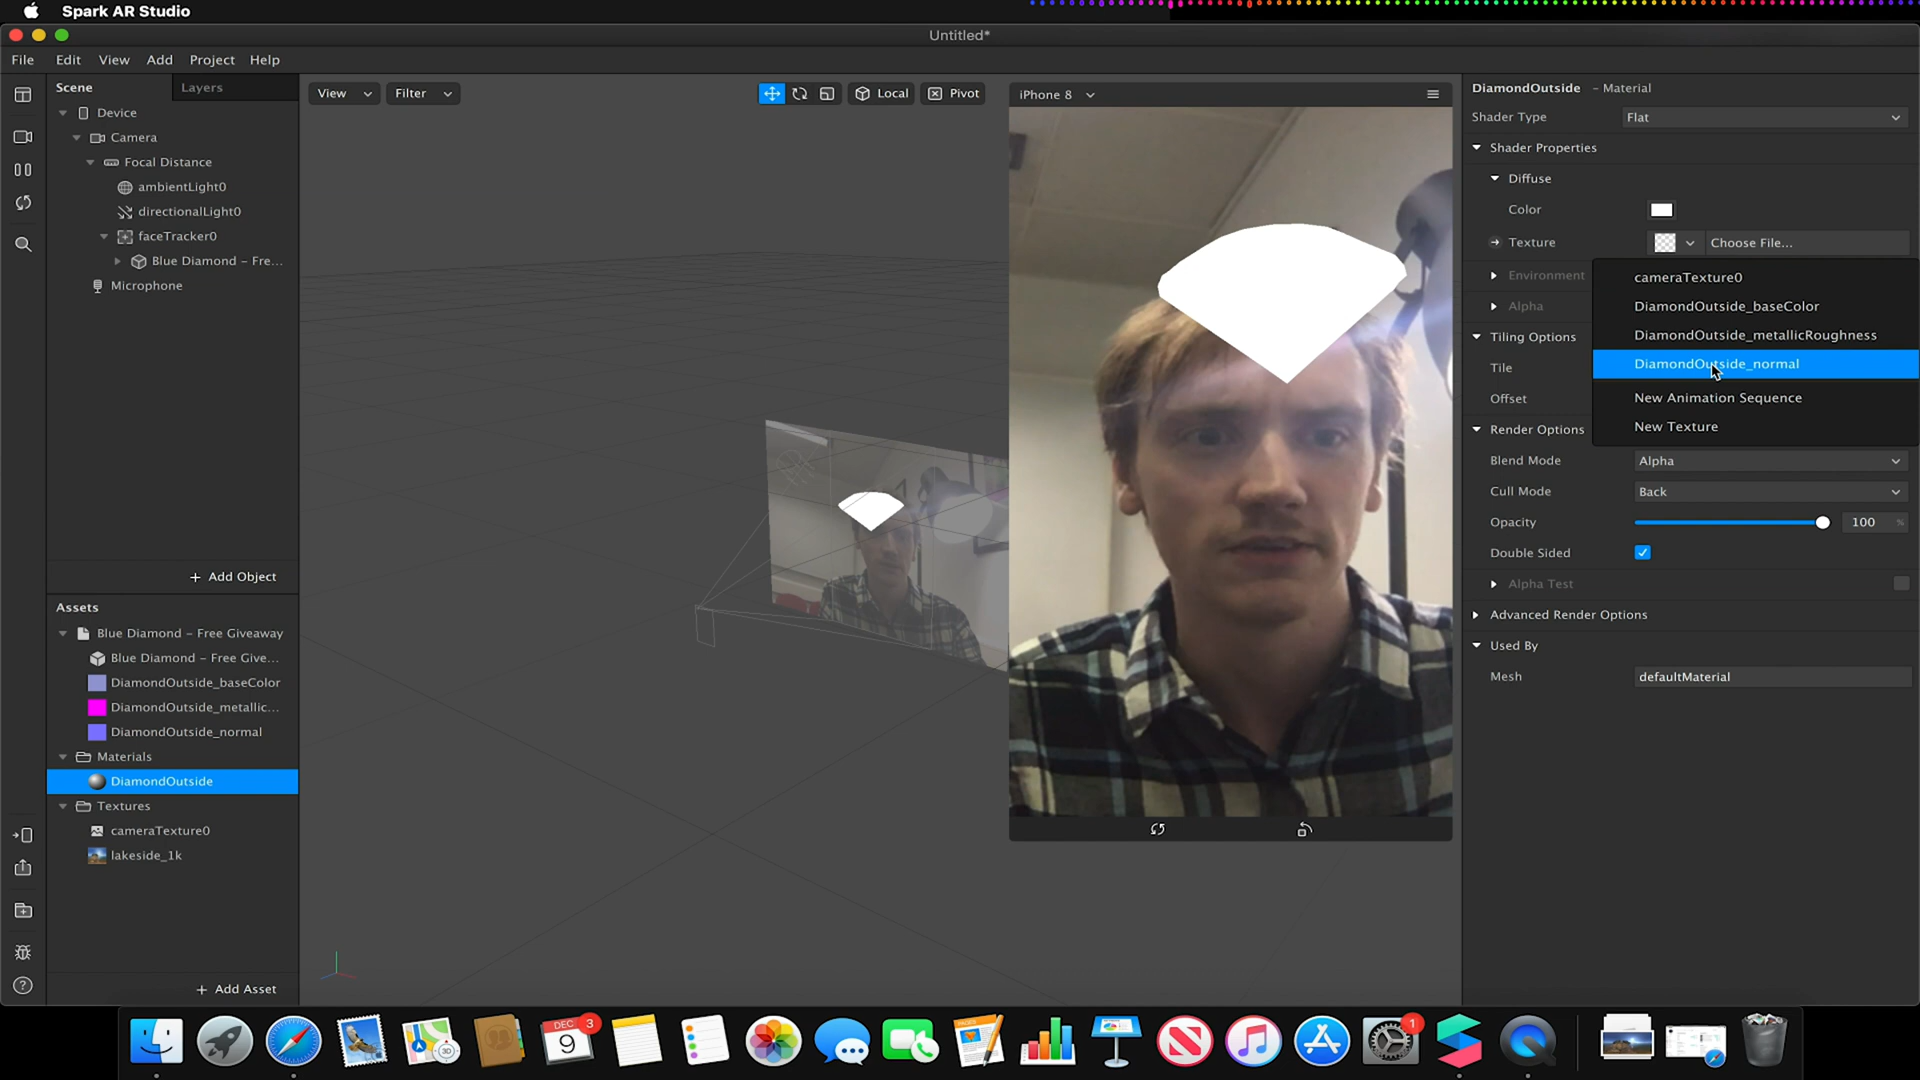 Spark AR Studio
Untitled*
File Edit View Add Project Help
Scene
Layers
Device
Camera
Focal Distance
ambientLight0
directionalLight0
faceTracker0
Blue Diamond – Fre...
Microphone
+ Add Object
Assets
Blue Diamond – Free Giveaway
Blue Diamond – Free Give...
DiamondOutside_baseColor
DiamondOutside_metallic...
DiamondOutside_normal
Materials
DiamondOutside
Textures
cameraTexture0
lakeside_1k
+ Add Asset
View
Filter
Local
Pivot
iPhone 8
DiamondOutside – Material
Shader Type
Flat
Shader Properties
Diffuse
Color
Texture
Choose File...
Environment
Alpha
cameraTexture0
DiamondOutside_baseColor
DiamondOutside_metallicRoughness
DiamondOutside_normal
New Animation Sequence
New Texture
Tiling Options
Tile
Offset
Render Options
Blend Mode
Alpha
Cull Mode
Back
Opacity
100 %
Double Sided
Alpha Test
Advanced Render Options
Used By
Mesh
defaultMaterial
DEC
9
3
30
PAGES
1